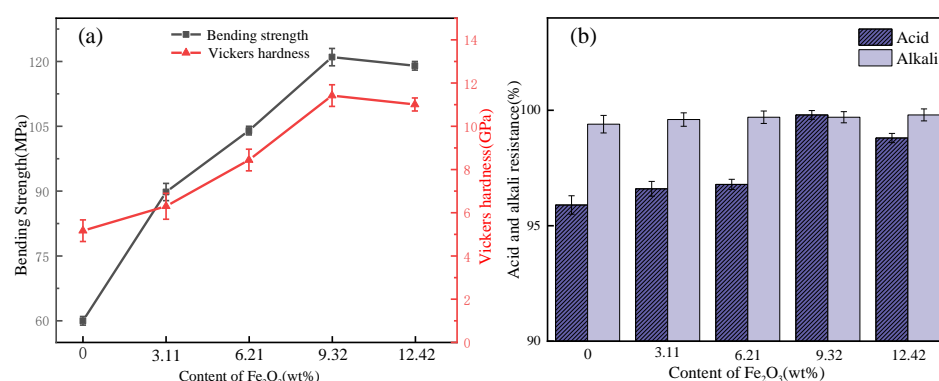 (a)
Bending strength
Vickers hardness
Bending Strength(MPa)
120
105
90
75
60
14
12
10
8
6
4
2
0
Vickers hardness(GPa)
0 3.11 6.21 9.32 12.42
Content of Fe₂O₃(wt%)
(b)
Acid
Alkali
Acid and alkali resistance(%)
100
95
90
0 3.11 6.21 9.32 12.42
Content of Fe₂O₃(wt%)